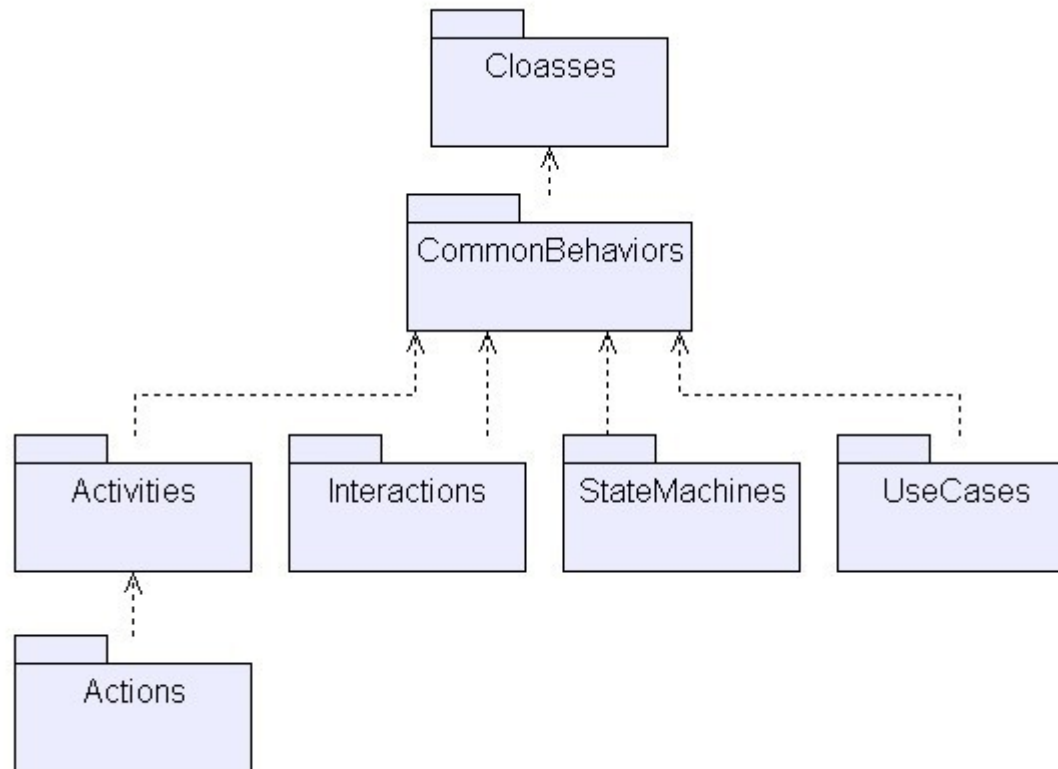 Cloasses
CommonBehaviors
Activities
Interactions
StateMachines
UseCases
Actions